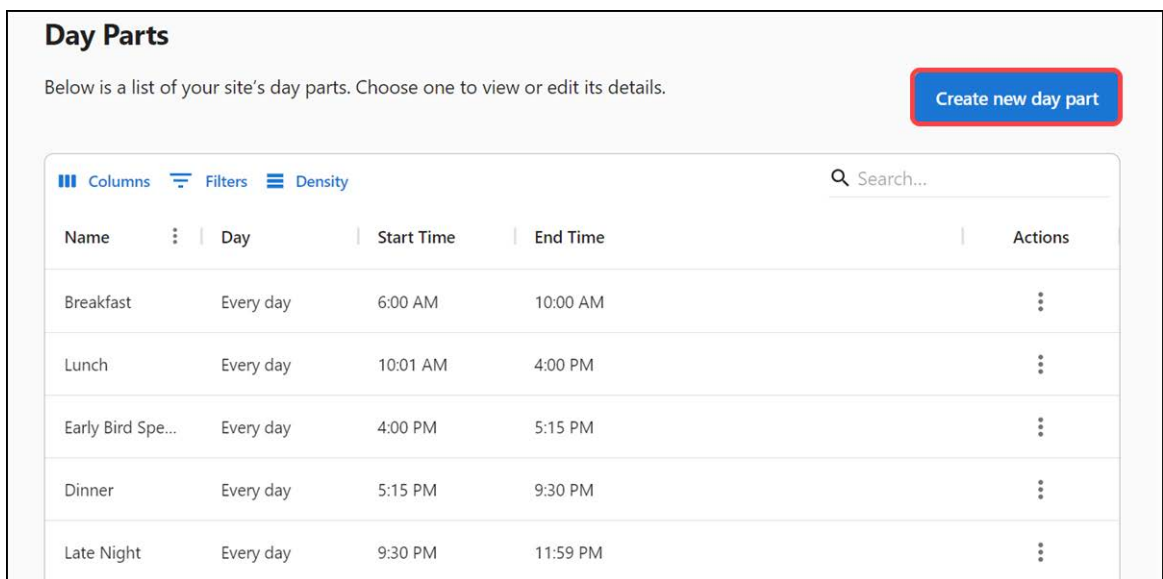 Day Parts
Below is a list of your site’s day parts. Choose one to view or edit its details.
Create new day part
Columns Filters Density Search...
Name Day Start Time End Time Actions
Breakfast Every day 6:00 AM 10:00 AM
Lunch Every day 10:01 AM 4:00 PM
Early Bird Spe... Every day 4:00 PM 5:15 PM
Dinner Every day 5:15 PM 9:30 PM
Late Night Every day 9:30 PM 11:59 PM